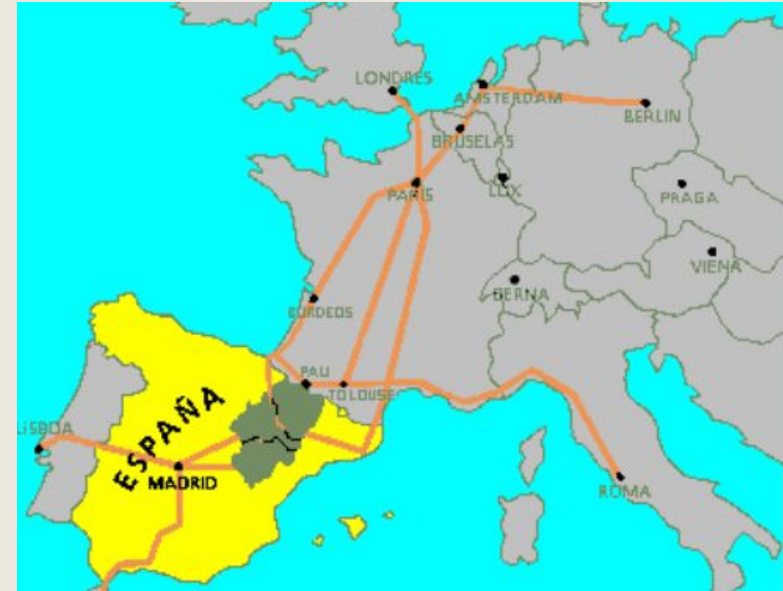 LONDRES
AMSTERDAM
BERLIN
BRUSELAS
LUX
PARIS
PRAGA
VIENA
BERNA
BURDEOS
PAU
TOLOUSE
ESPAÑA
LISBOA
MADRID
ROMA